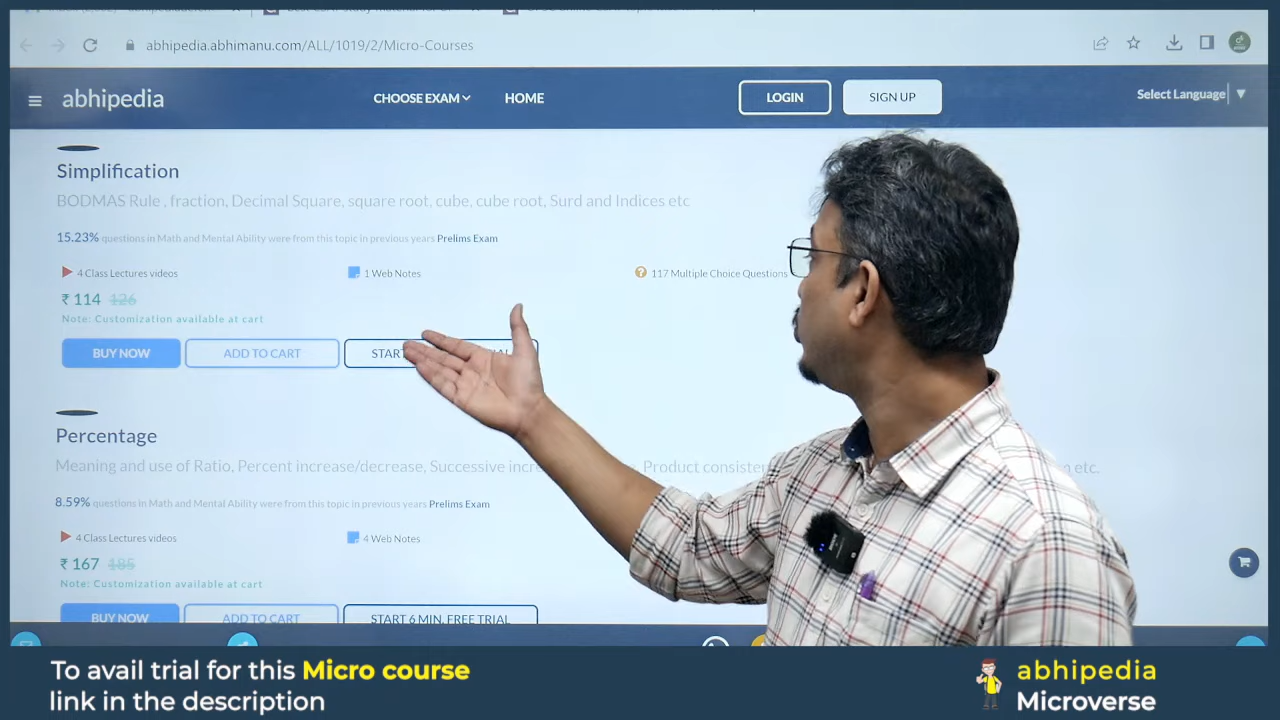 abhipedia.abhimanu.com/ALL/1019/2/Micro-Courses
abhipedia
CHOOSE EXAM
HOME
LOGIN
SIGN UP
Select Language
Simplification
BODMAS Rule , fraction, Decimal Square, square root, cube, cube root, Surd and Indices etc
15.23% questions in Math and Mental Ability were from this topic in previous years Prelims Exam
4 Class Lectures videos
1 Web Notes
117 Multiple Choice Questions
₹ 114 126
Note: Customization available at cart
BUY NOW
ADD TO CART
START
Percentage
Meaning and use of Ratio, Percent increase/decrease, Successive Product etc.
8.59% questions in Math and Mental Ability were from this topic in previous years Prelims Exam
4 Class Lectures videos
4 Web Notes
₹ 167 185
Note: Customization available at cart
BUY NOW
ADD TO CART
START 6 MIN. FREE TRIAL
To avail trial for this Micro course
link in the description
abhipedia
Microverse